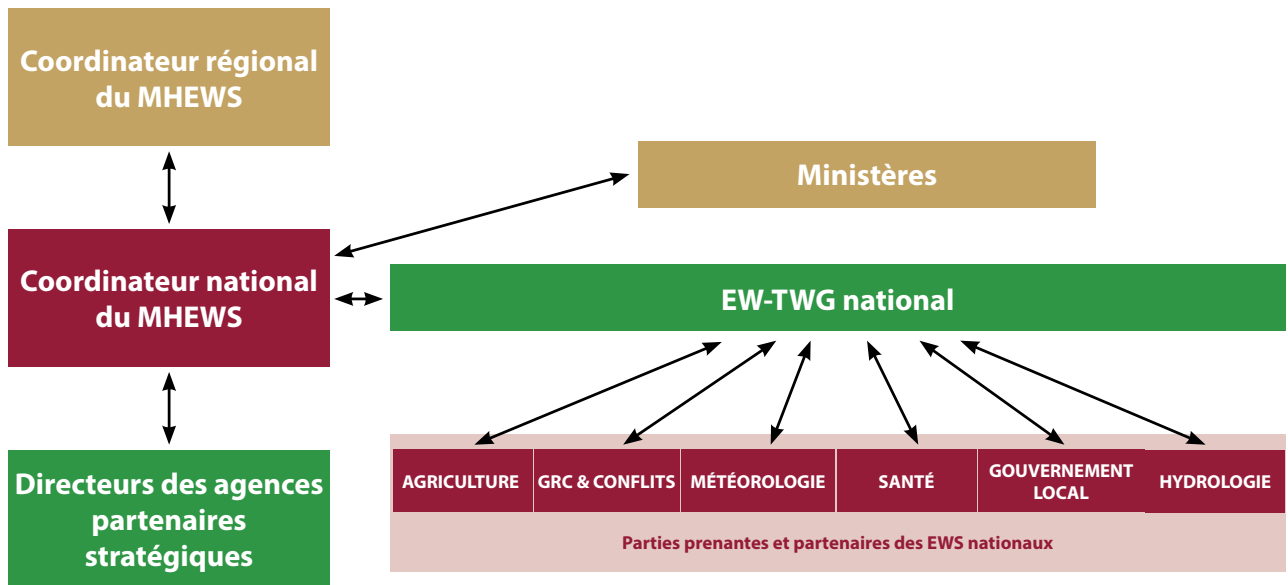 Coordinateur régional
du MHEWS
Ministères
Coordinateur national
du MHEWS
EW-TWG national
Directeurs des agences
partenaires
stratégiques
AGRICULTURE
GRC & CONFLITS
MÉTÉOROLOGIE
SANTÉ
GOUVERNEMENT
LOCAL
HYDROLOGIE
Parties prenantes et partenaires des EWS nationaux